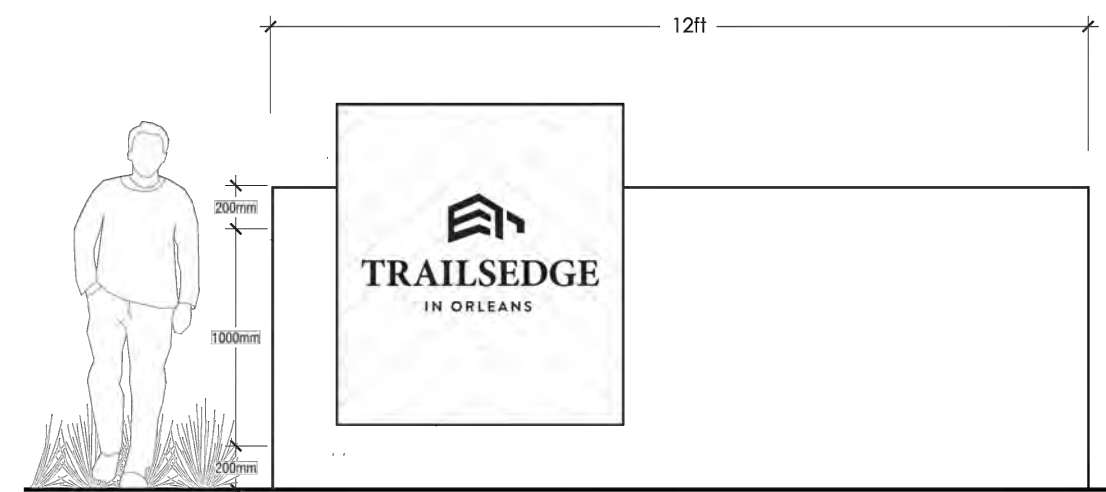 12ft
200mm
TRAILSEDGE
IN ORLEANS
1000mm
200mm